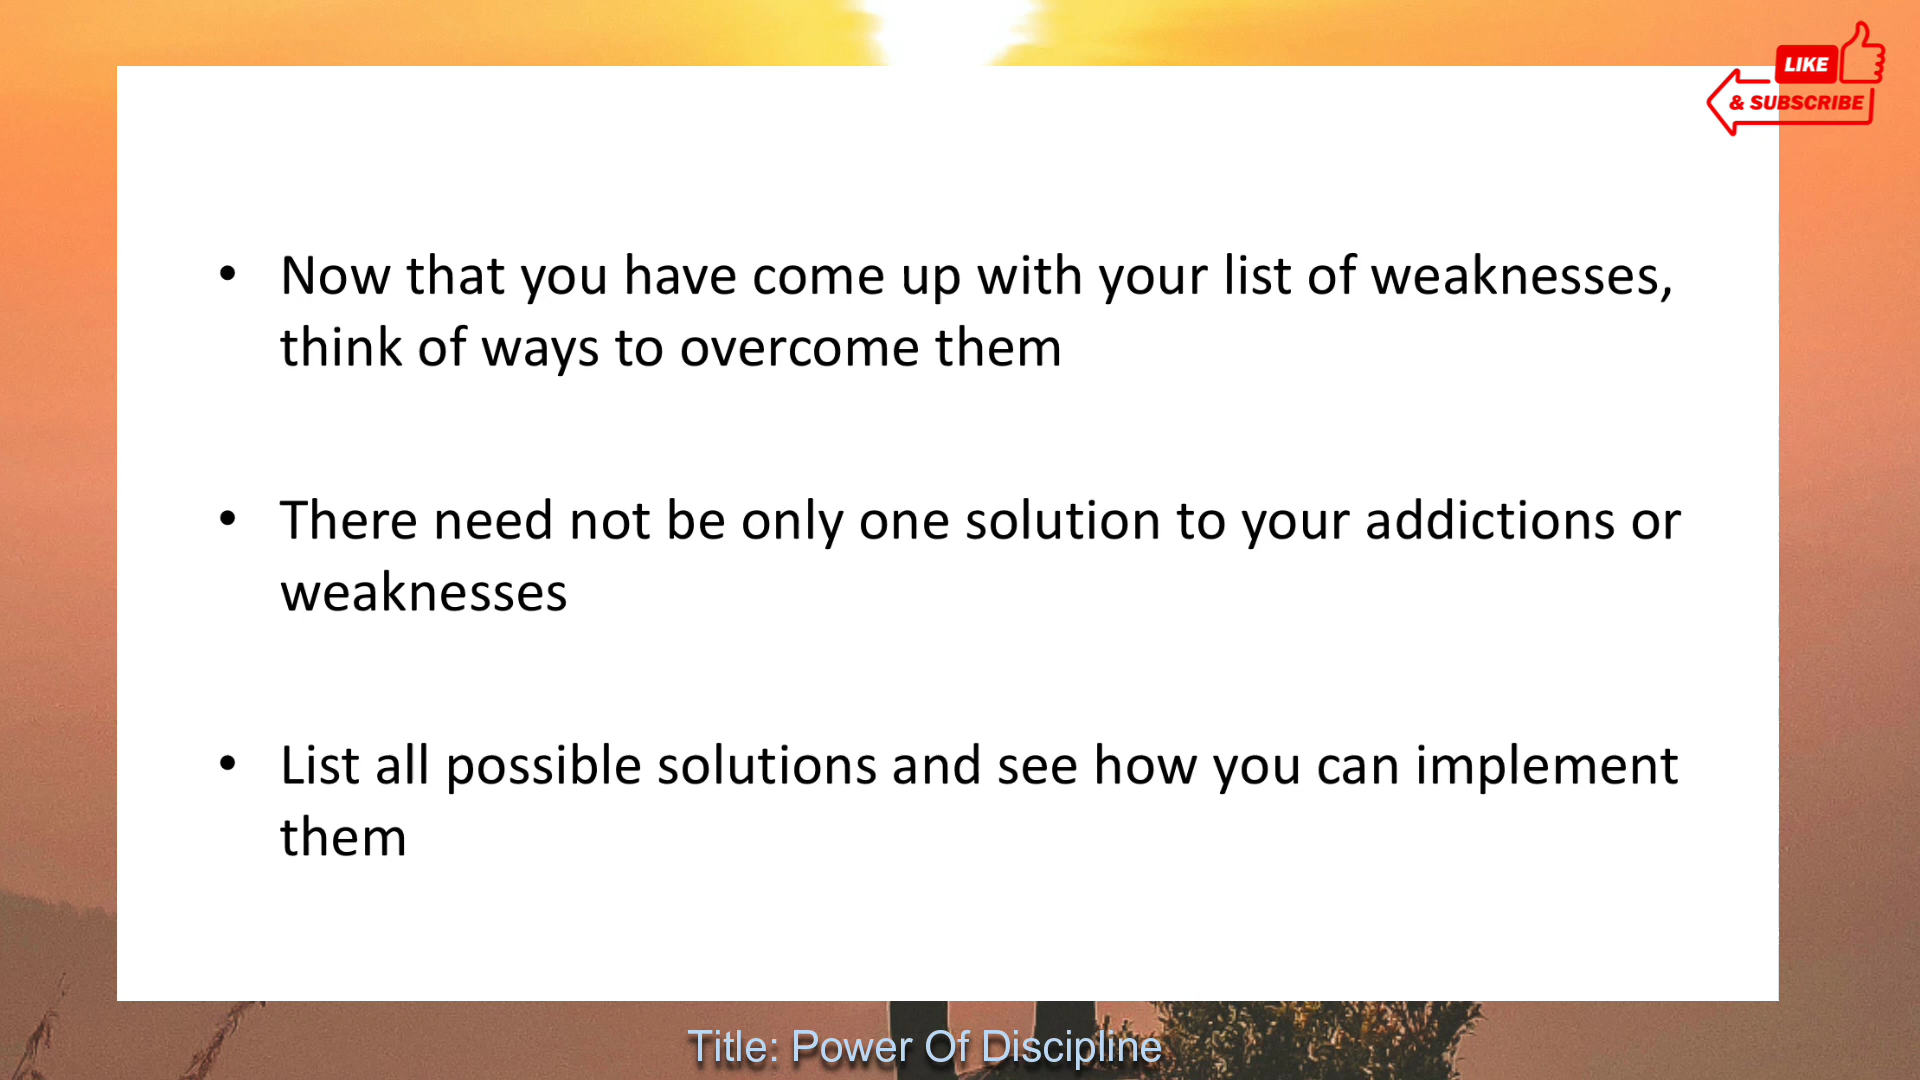 LIKE
& SUBSCRIBE
• Now that you have come up with your list of weaknesses,
think of ways to overcome them
• There need not be only one solution to your addictions or
weaknesses
• List all possible solutions and see how you can implement
them
Title: Power Of Discipline